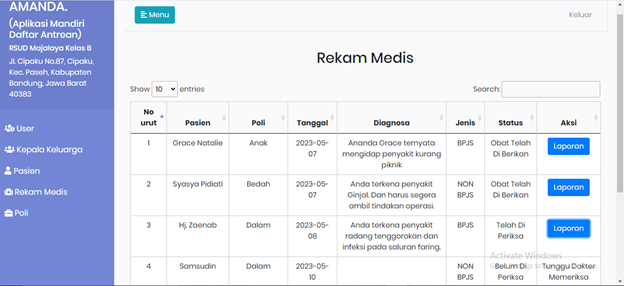 AMANDA.
(Aplikasi Mandiri
Daftar Antrean)
RSUD Majalaya Kelas B
Jl. Cipaku No.87, Cipaku,
Kec. Paseh, Kabupaten
Bandung, Jawa Barat
40383
User
Kepala Keluarga
Pasien
Rekam Medis
Poli
Menu
Keluar
Rekam Medis
Show 10 entries
Search:
No urut Pasien Poli Tanggal Diagnosa Jenis Status Aksi
1 Grace Natalie Anak 2023-05-07 Ananda Grace ternyata mengidap penyakit kurang piknik BPJS Obat Telah Di Berikan Laporan
2 Syasya Pidiati Bedah 2023-05-07 Anda terkena penyakit Ginjal. Dan harus segera ambil tindakan operasi. NON BPJS Obat Telah Di Berikan Laporan
3 Hj. Zaenab Dalam 2023-05-08 Anda terkena penyakit radang tenggorokan dan infeksi pada saluran faring. BPJS Telah Di Periksa Laporan
4 Samsudin Dalam 2023-05-10 NON BPJS Belum Di Periksa Tunggu Dokter Memeriksa
Activate Windows